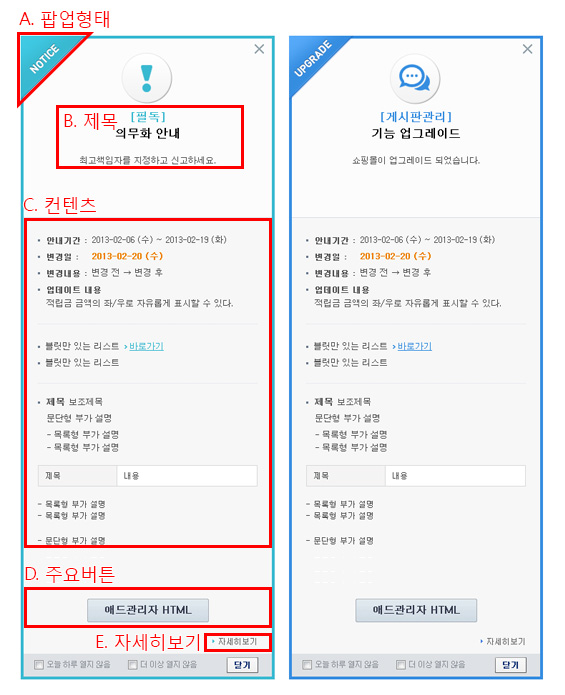 A. 팝업형태
NOTICE
B. 제목
[필독]
의무화 안내
최고책임자를 지정하고 신고하세요.
C. 컨텐츠
• 안내기간 : 2013-02-06 (수) ~ 2013-02-19 (화)
• 변경일 : 2013-02-20 (수)
• 변경내용 : 변경 전 → 변경 후
• 업데이트 내용
적립금 금액의 좌/우로 자유롭게 표시할 수 있다.
• 블릿만 있는 리스트 › 바로가기
• 블릿만 있는 리스트
• 제목 보조제목
문단형 부가 설명
- 목록형 부가 설명
- 목록형 부가 설명
제목 내용
- 목록형 부가 설명
- 목록형 부가 설명
- 문단형 부가 설명
D. 주요버튼
애드관리자 HTML
E. 자세히보기
› 자세히보기
오늘 하루 열지 않음 더 이상 열지 않음 닫기
UPGRADE
[게시판관리]
기능 업그레이드
쇼핑몰이 업그레이드 되었습니다.
• 안내기간 : 2013-02-06 (수) ~ 2013-02-19 (화)
• 변경일 : 2013-02-20 (수)
• 변경내용 : 변경 전 → 변경 후
• 업데이트 내용
적립금 금액의 좌/우로 자유롭게 표시할 수 있다.
• 블릿만 있는 리스트 › 바로가기
• 블릿만 있는 리스트
• 제목 보조제목
문단형 부가 설명
- 목록형 부가 설명
- 목록형 부가 설명
제목 내용
- 목록형 부가 설명
- 목록형 부가 설명
- 문단형 부가 설명
애드관리자 HTML
› 자세히보기
오늘 하루 열지 않음 더 이상 열지 않음 닫기